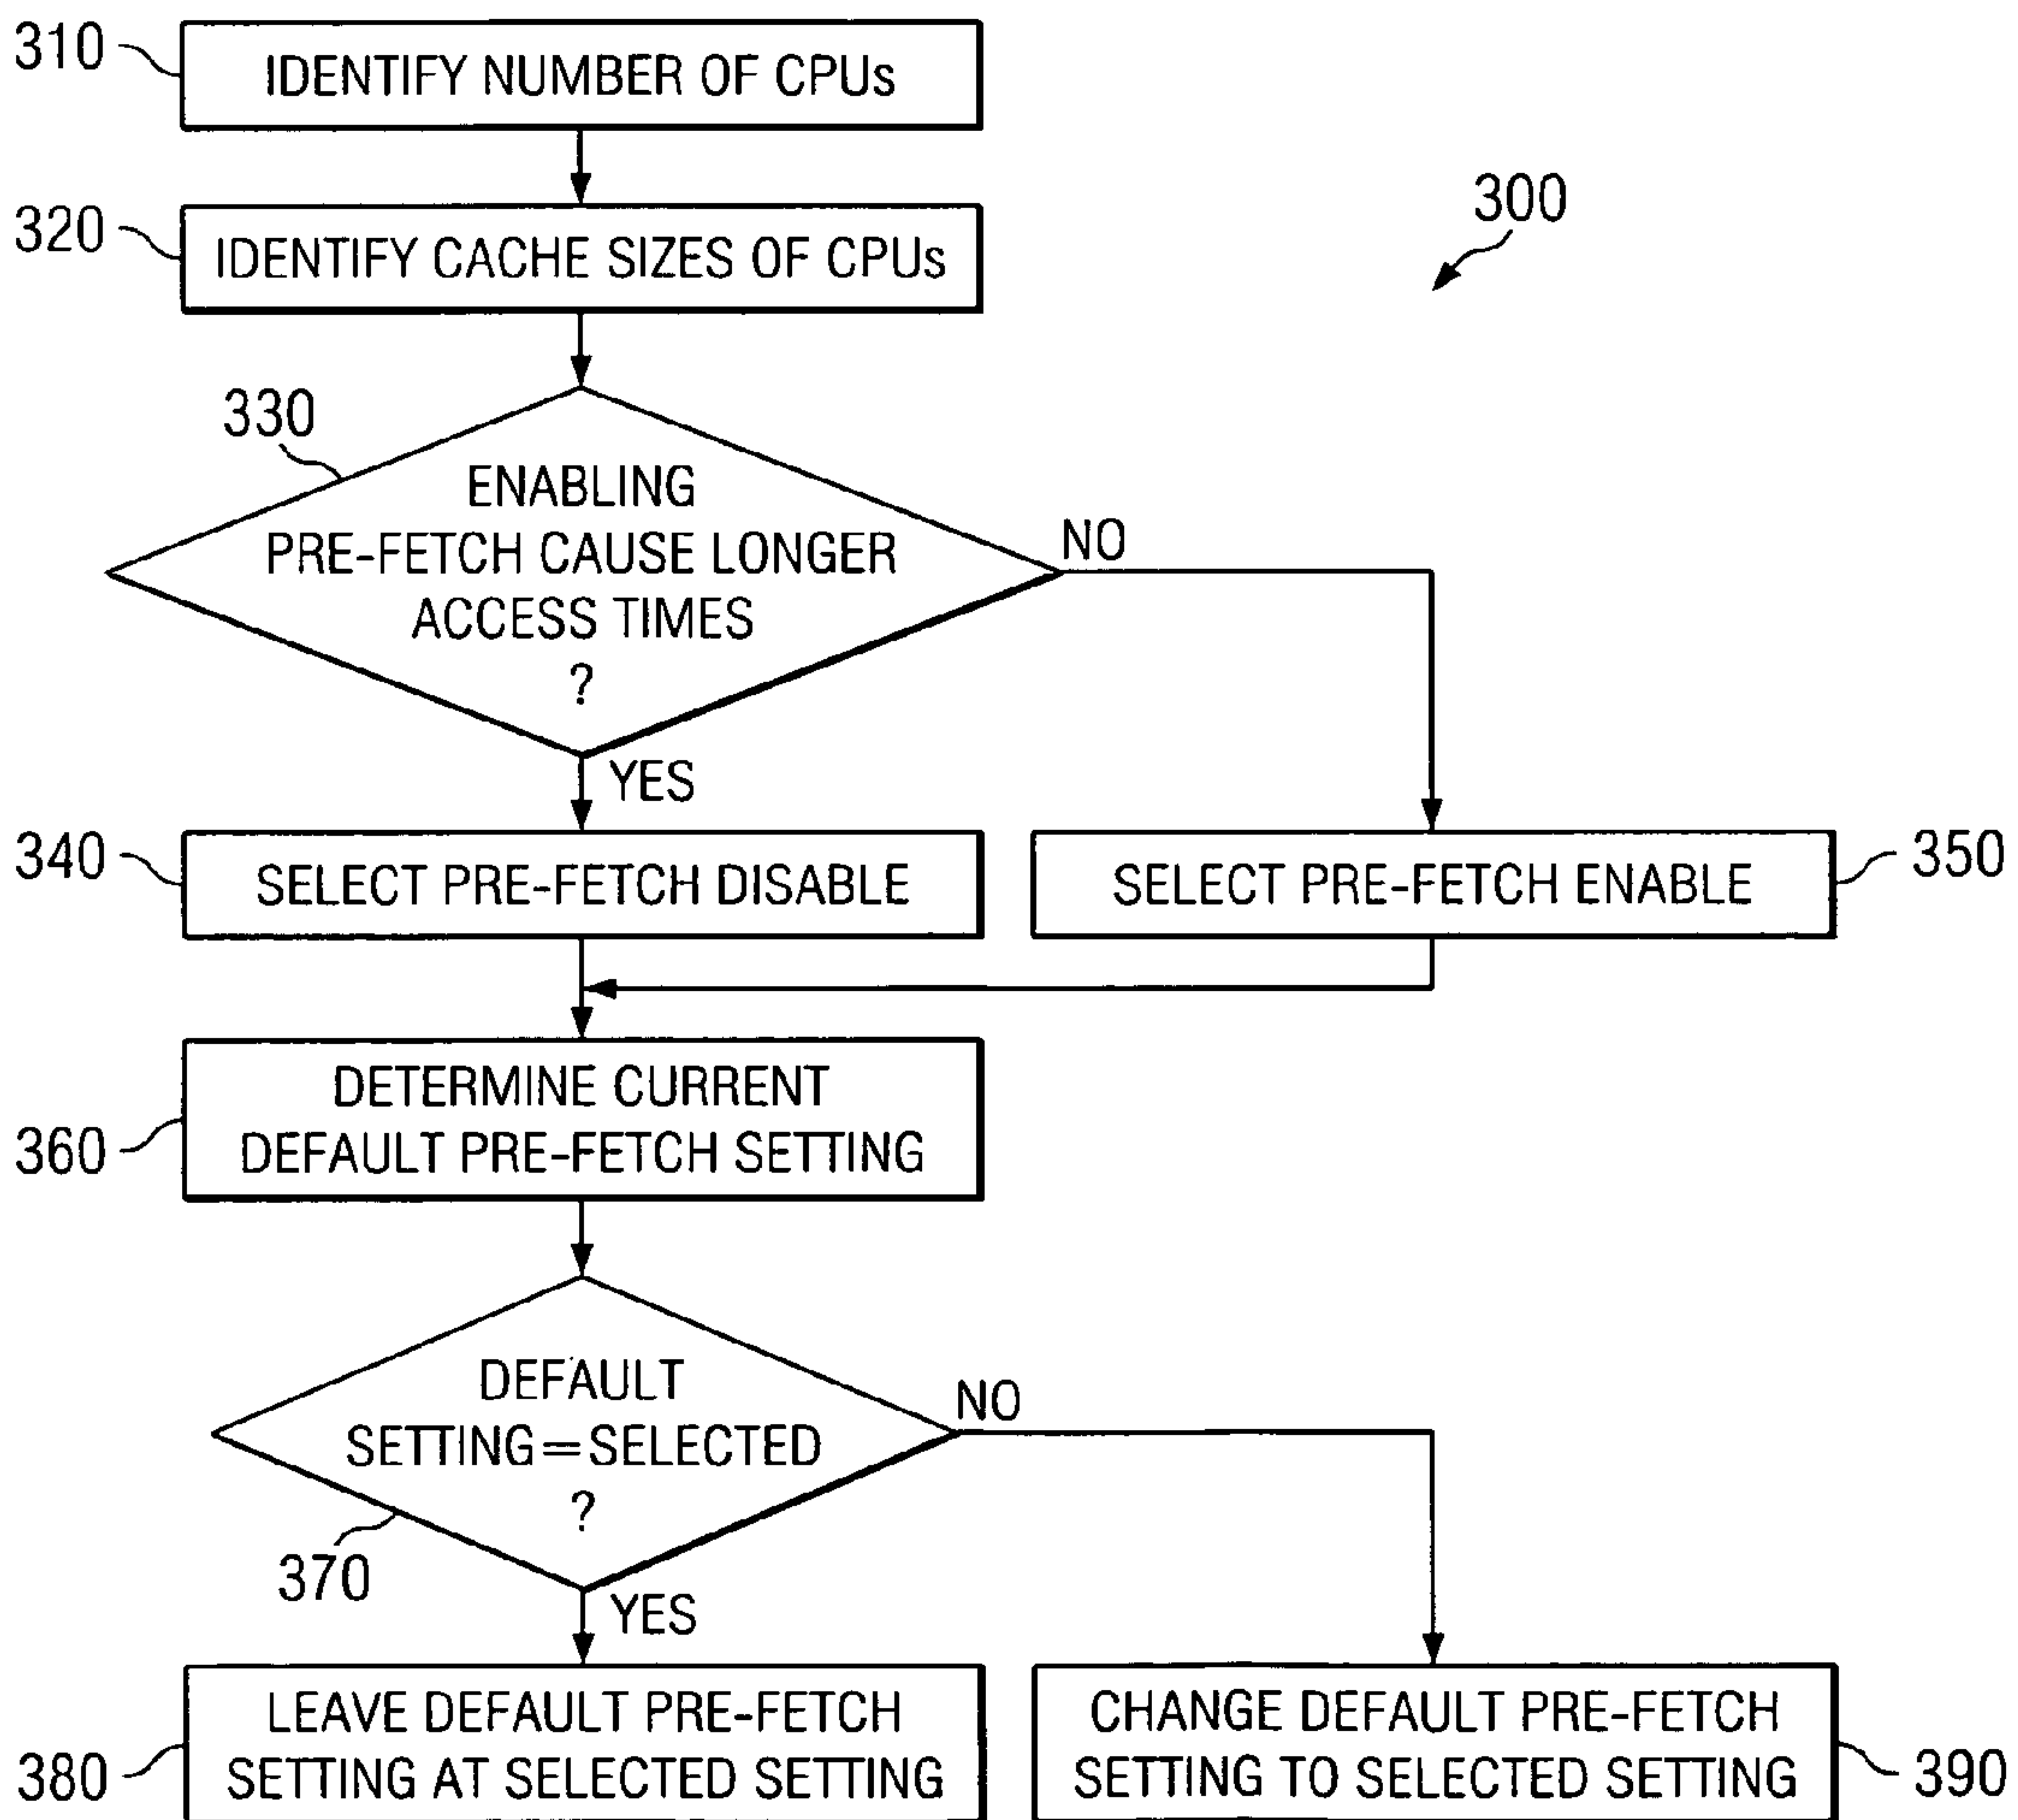 310
IDENTIFY NUMBER OF CPUs
320
IDENTIFY CACHE SIZES OF CPUs
300
330
ENABLING
PRE-FETCH CAUSE LONGER
ACCESS TIMES
?
NO
YES
340
SELECT PRE-FETCH DISABLE
SELECT PRE-FETCH ENABLE
350
360
DETERMINE CURRENT
DEFAULT PRE-FETCH SETTING
DEFAULT
SETTING=SELECTED
?
NO
370
YES
380
LEAVE DEFAULT PRE-FETCH
SETTING AT SELECTED SETTING
CHANGE DEFAULT PRE-FETCH
SETTING TO SELECTED SETTING
390